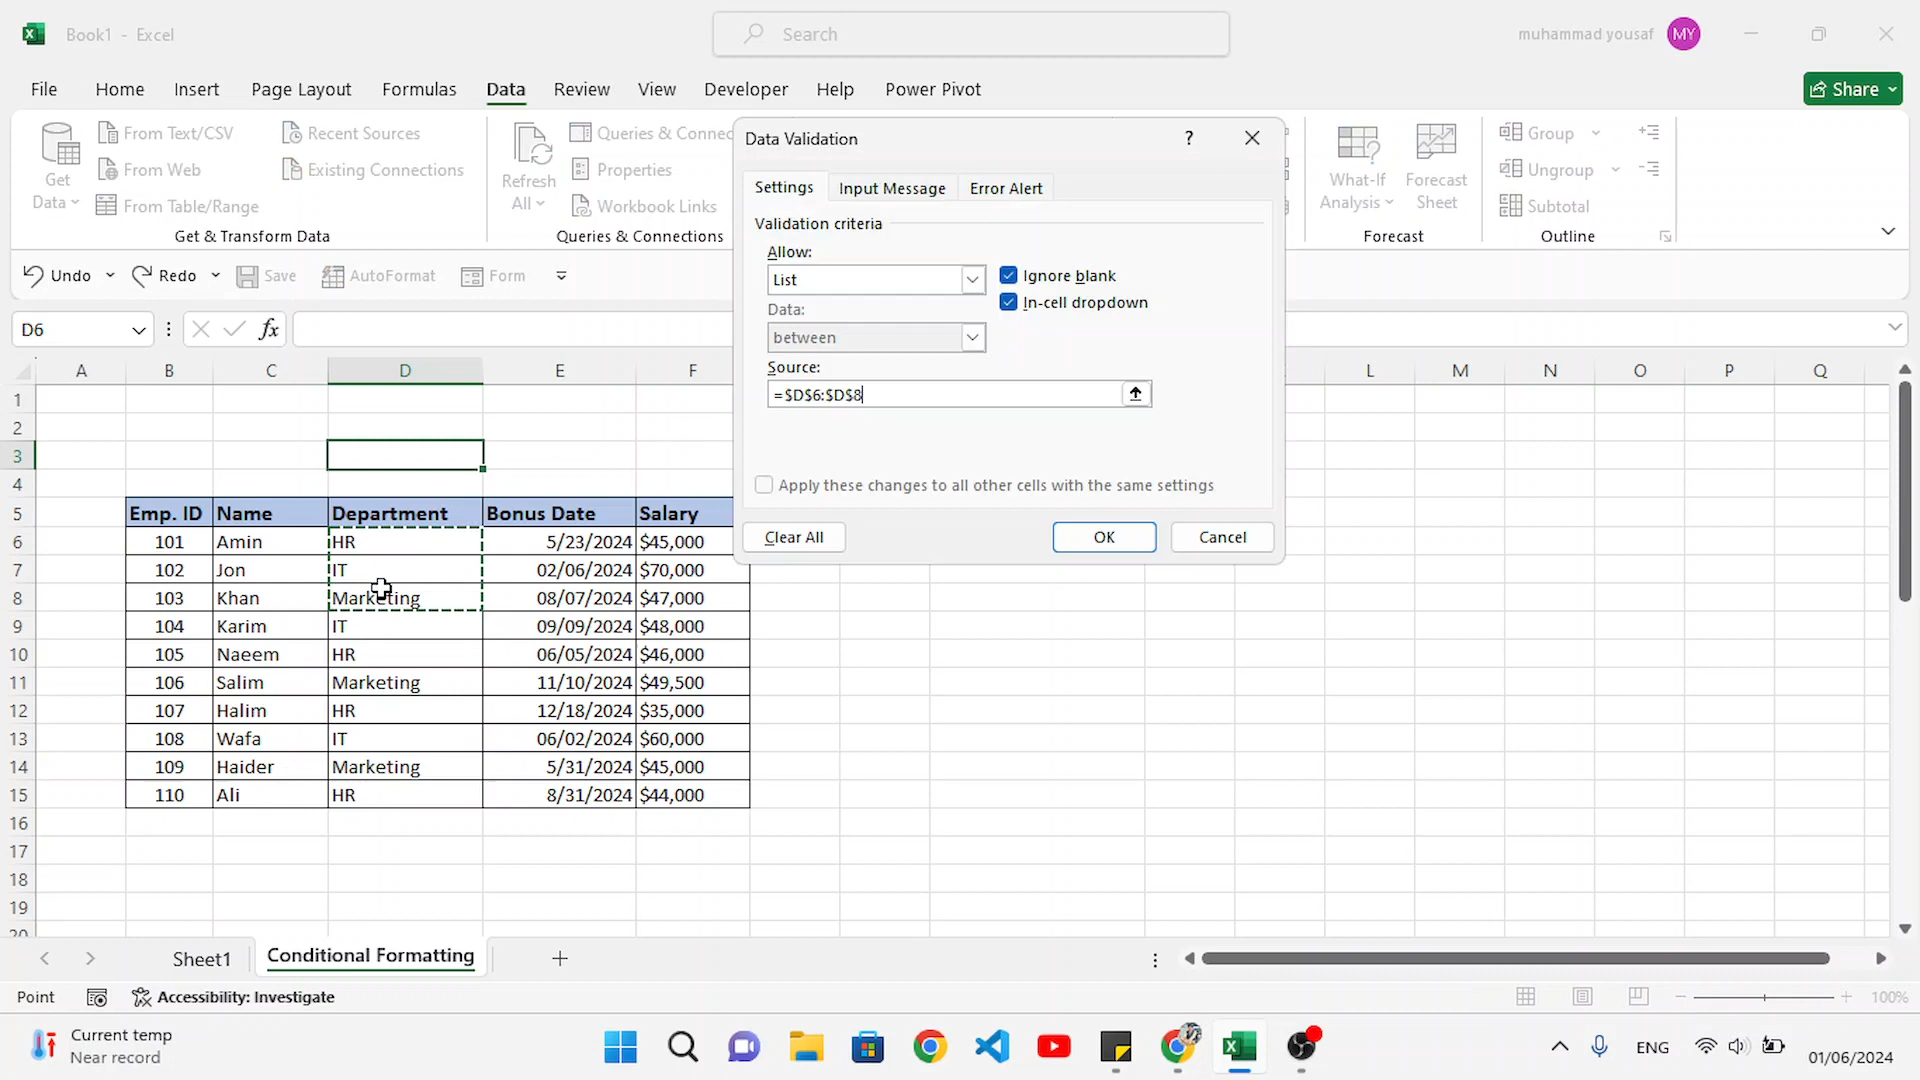 Book1 - Excel
Search
muhammad yousaf
MY
File Home Insert Page Layout Formulas Data Review View Developer Help Power Pivot
Share
Get Data
From Text/CSV
From Web
From Table/Range
Recent Sources
Existing Connections
Get & Transform Data
Refresh All
Queries & Connec
Properties
Workbook Links
Queries & Connections
What-If Analysis
Forecast Sheet
Forecast
Group
Ungroup
Subtotal
Outline
Undo Redo Save AutoFormat Form
D6
fx
Data Validation
?
Settings Input Message Error Alert
Validation criteria
Allow:
List
Ignore blank
In-cell dropdown
Data:
between
Source:
=$D$6:$D$8
Apply these changes to all other cells with the same settings
Clear All OK Cancel
A B C D E F L M N O P Q
1
2
3
4
5 Emp. ID Name Department Bonus Date Salary
6 101 Amin HR 5/23/2024 $45,000
7 102 Jon IT 02/06/2024 $70,000
8 103 Khan Marketing 08/07/2024 $47,000
9 104 Karim IT 09/09/2024 $48,000
10 105 Naeem HR 06/05/2024 $46,000
11 106 Salim Marketing 11/10/2024 $49,500
12 107 Halim HR 12/18/2024 $35,000
13 108 Wafa IT 06/02/2024 $60,000
14 109 Haider Marketing 5/31/2024 $45,000
15 110 Ali HR 8/31/2024 $44,000
16
17
18
19
20
Sheet1 Conditional Formatting
Point Accessibility: Investigate 100%
Current temp
Near record
ENG
01/06/2024